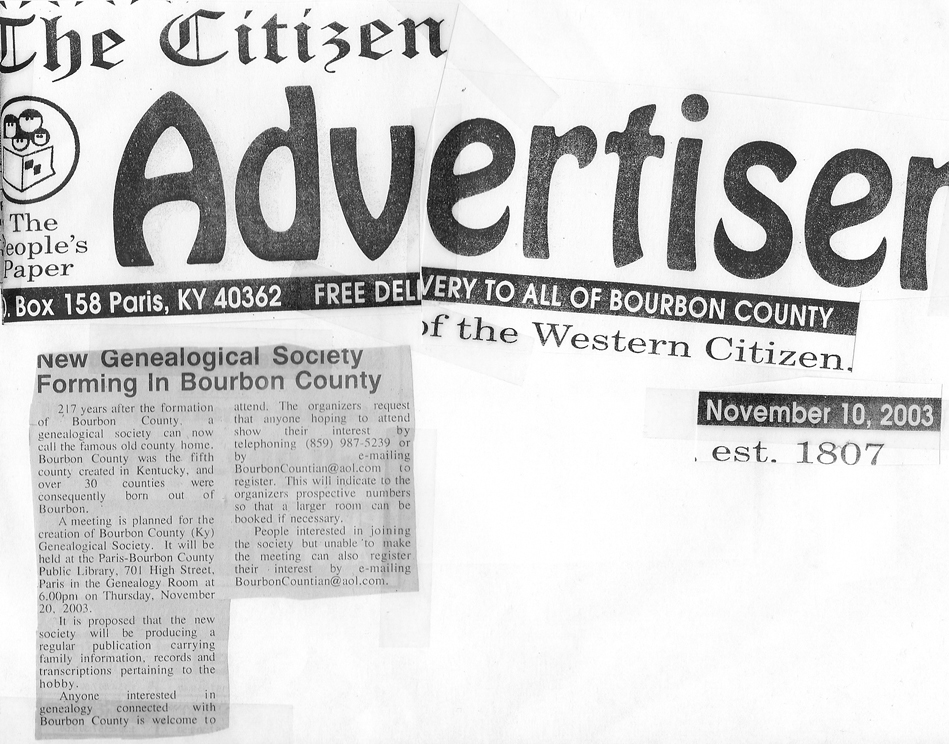 The Citizen
Advertiser
The
eople's
Paper
. Box 158 Paris, KY 40362 FREE DELIVERY TO ALL OF BOURBON COUNTY
of the Western Citizen.
November 10, 2003
est. 1807
New Genealogical Society
Forming In Bourbon County
217 years after the formation
of Bourbon County, a
genealogical society can now
call the famous old county home.
Bourbon County was the fifth
county created in Kentucky, and
over 30 counties were
consequently born out of
Bourbon.
A meeting is planned for the
creation of Bourbon County (Ky)
Genealogical Society. It will be
held at the Paris-Bourbon County
Public Library, 701 High Street,
Paris in the Genealogy Room at
6.00pm on Thursday, November
20, 2003.
It is proposed that the new
society will be producing a
regular publication carrying
family information, records and
transcriptions pertaining to the
hobby.
Anyone interested in
genealogy connected with
Bourbon County is welcome to
attend. The organizers request
that anyone hoping to attend
show their interest by
telephoning (859) 987-5239 or
by e-mailing
BourbonCountian@aol.com to
register. This will indicate to the
organizers prospective numbers
so that a larger room can be
booked if necessary.
People interested in joining
the society but unable to make
the meeting can also register
their interest by e-mailing
BourbonCountian@aol.com.